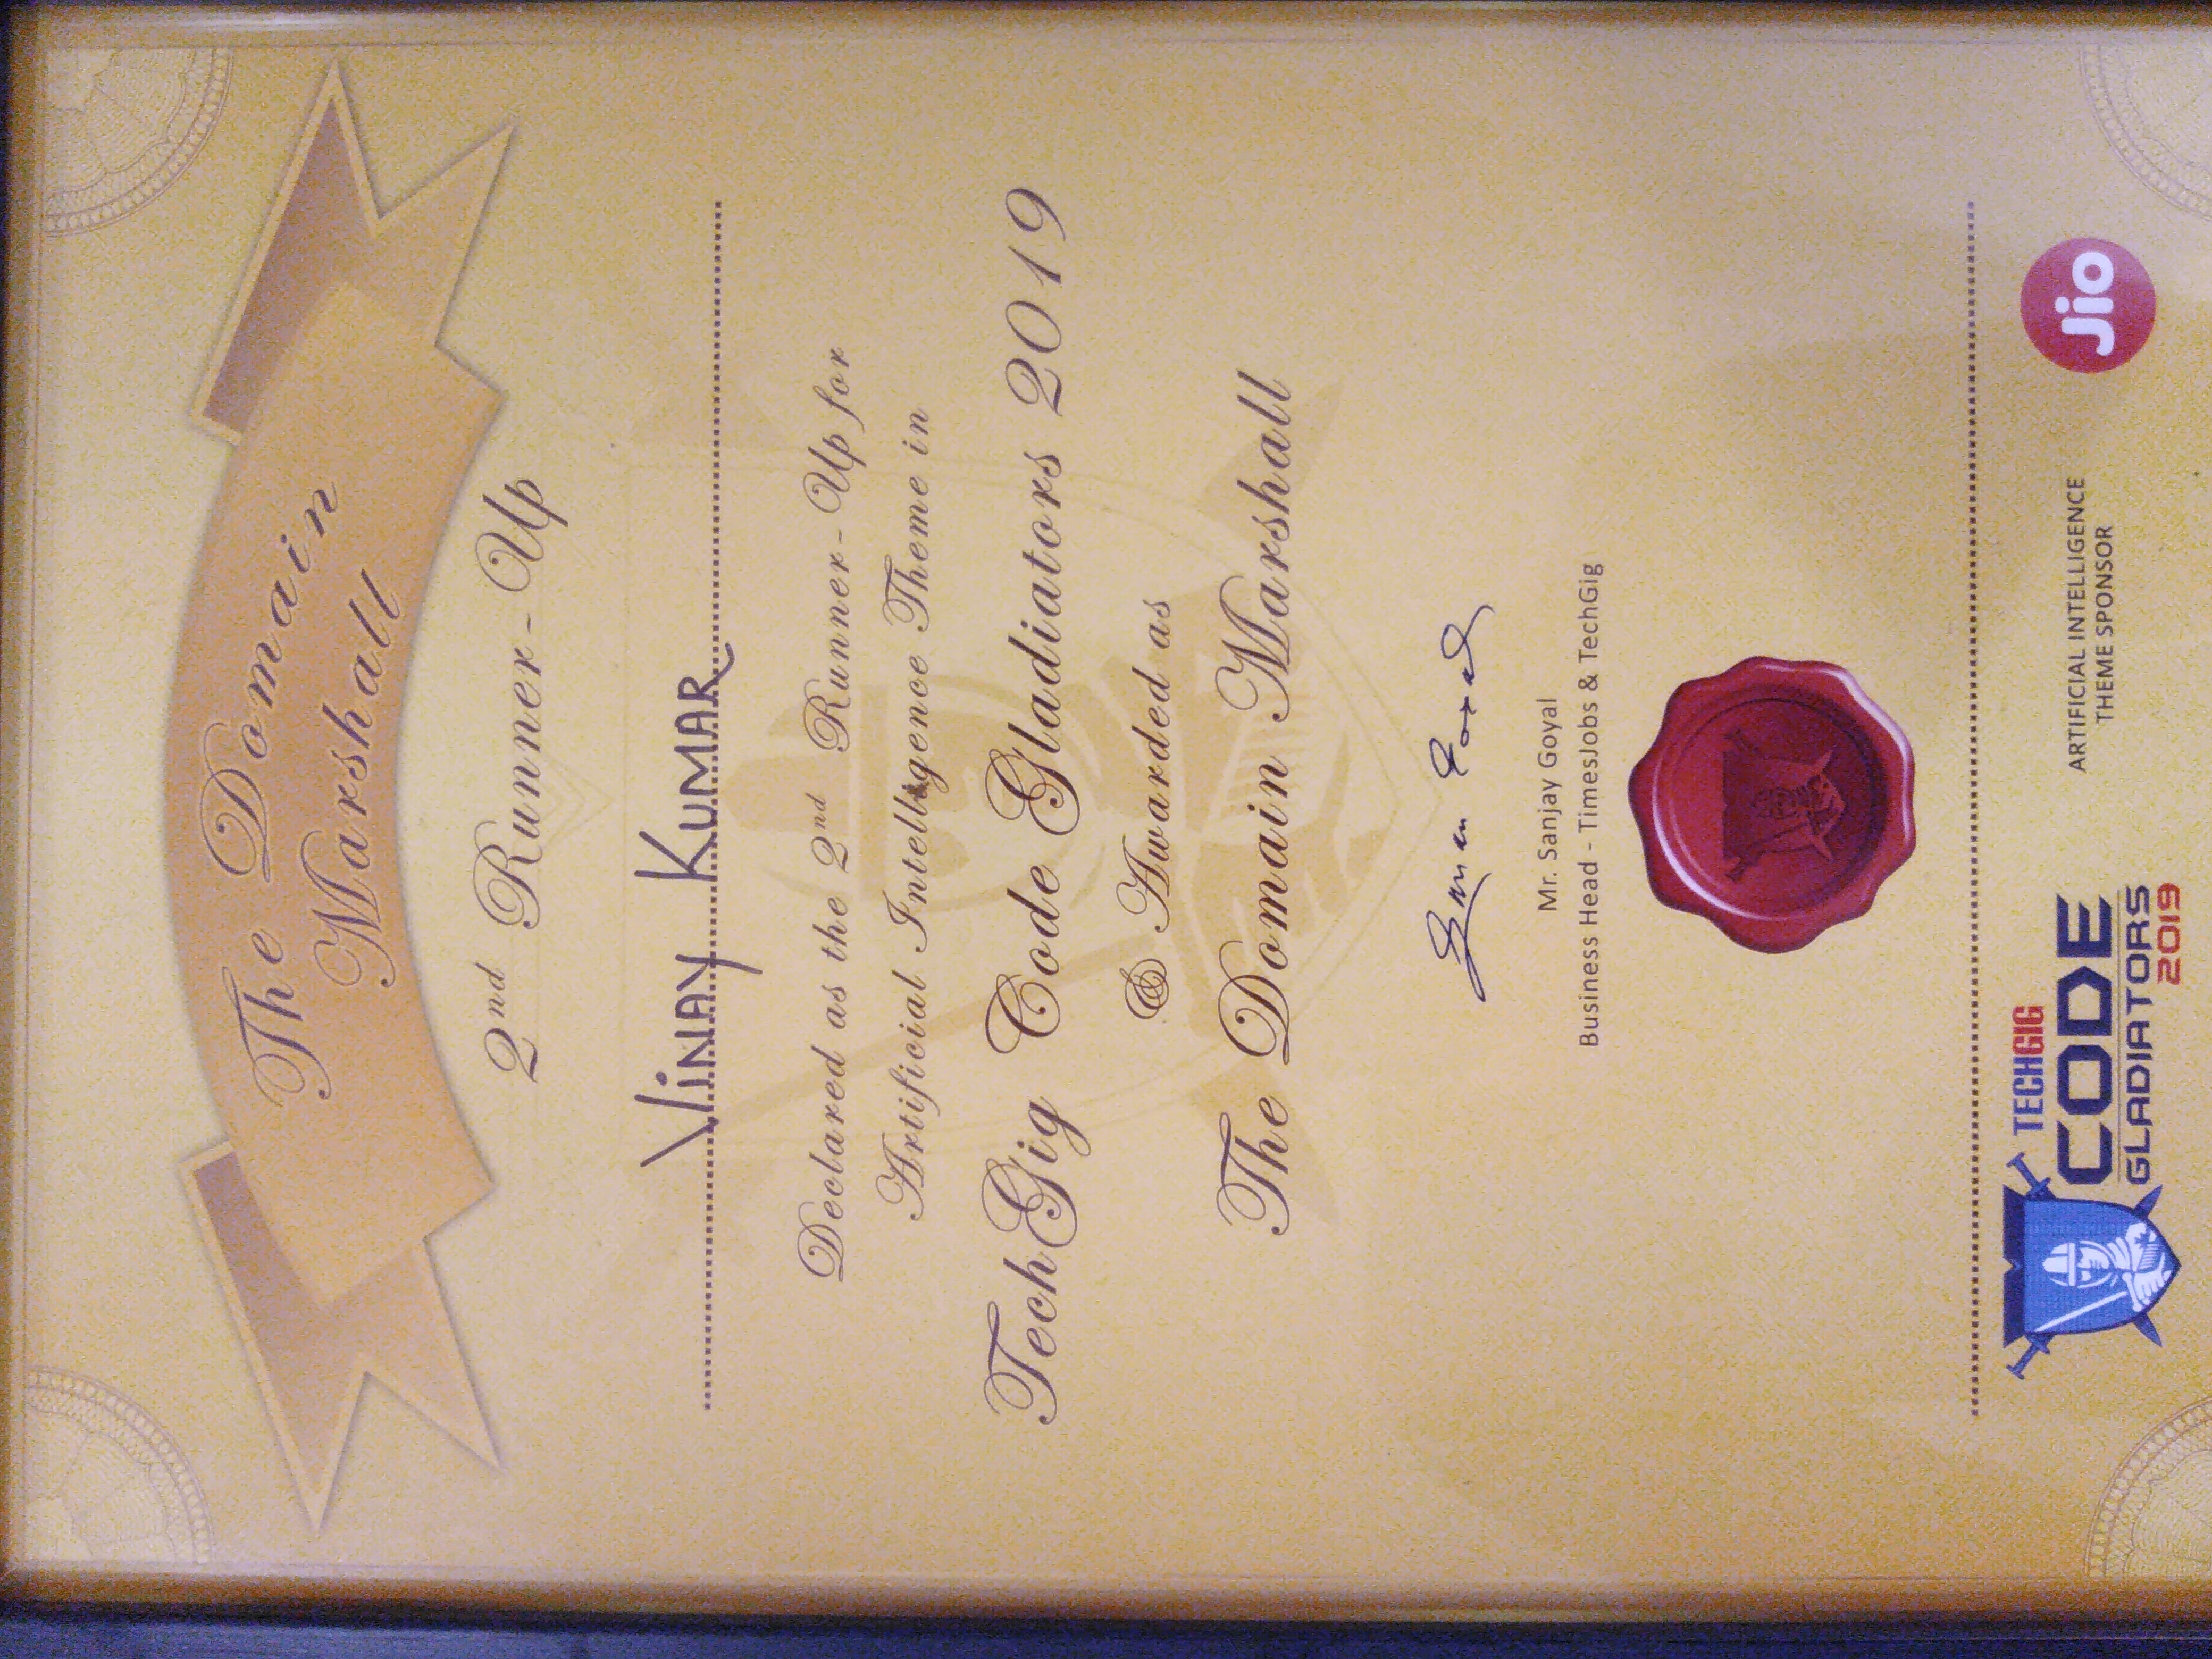 The Domain
Marshall
2nd Runner-Up
VINAY KUMAR
Declared as the 2nd Runner-Up for
Artificial Intelligence Theme in
TechGig Code Gladiators 2019
& Awarded as
The Domain Marshall
Mr. Sanjay Goyal
Business Head - TimesJobs & TechGig
TECHGIG
CODE
GLADIATORS
2019
ARTIFICIAL INTELLIGENCE
THEME SPONSOR
Jio